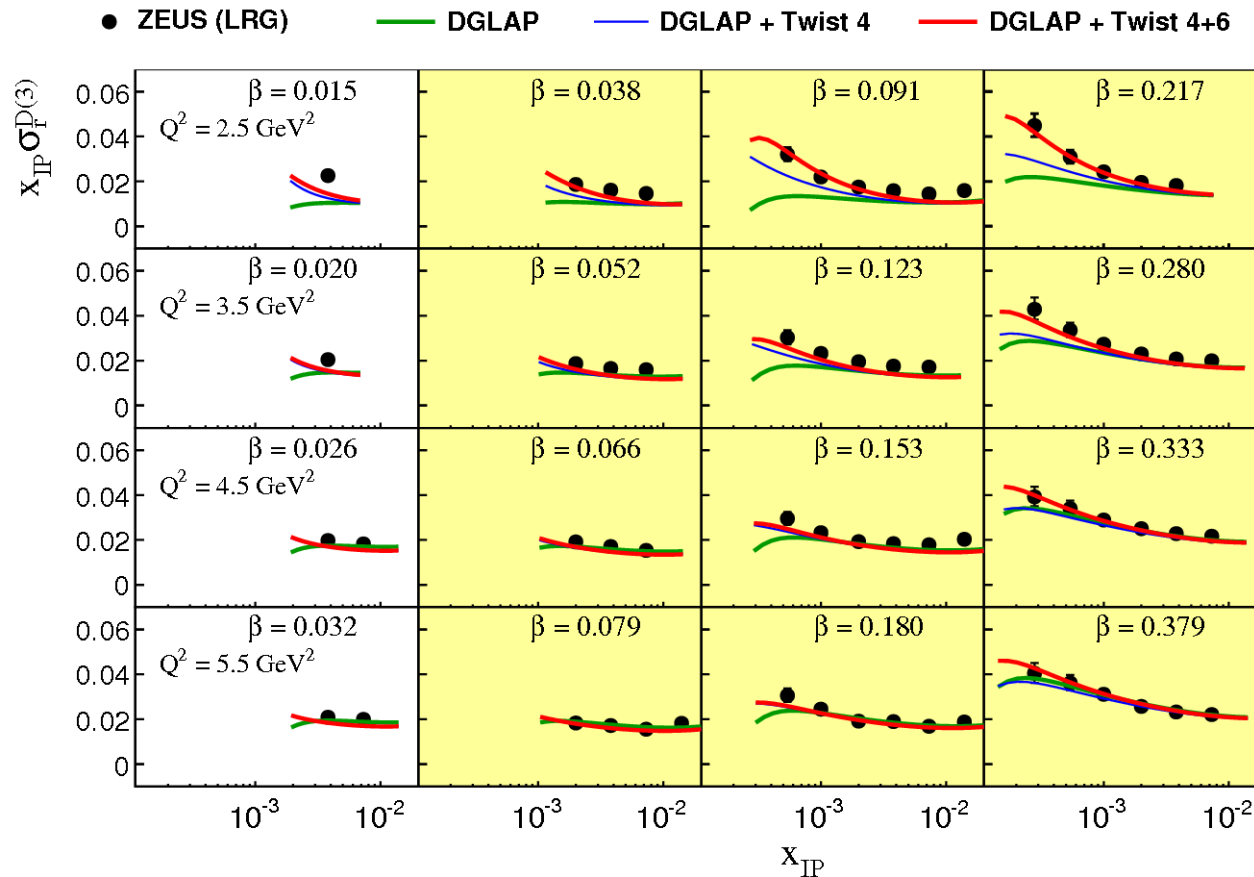 ZEUS (LRG) DGLAP DGLAP + Twist 4 DGLAP + Twist 4+6
x_IP σ_r^D(3)
0.06 β = 0.015 β = 0.038 β = 0.091 β = 0.217
Q² = 2.5 GeV²
0.04
0.02
0
0.06 β = 0.020 β = 0.052 β = 0.123 β = 0.280
Q² = 3.5 GeV²
0.04
0.02
0
0.06 β = 0.026 β = 0.066 β = 0.153 β = 0.333
Q² = 4.5 GeV²
0.04
0.02
0
0.06 β = 0.032 β = 0.079 β = 0.180 β = 0.379
Q² = 5.5 GeV²
0.04
0.02
0
10⁻³ 10⁻² 10⁻³ 10⁻² 10⁻³ 10⁻² 10⁻³ 10⁻²
x_IP